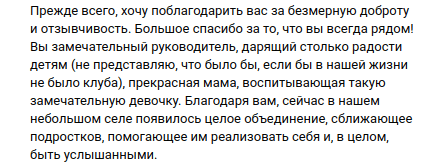 Прежде всего, хочу поблагодарить вас за безмерную доброту
и отзывчивость. Большое спасибо за то, что вы всегда рядом!
Вы замечательный руководитель, дарящий столько радости
детям (не представляю, что было бы, если бы в нашей жизни
не было клуба), прекрасная мама, воспитывающая такую
замечательную девочку. Благодаря вам, сейчас в нашем
небольшом селе появилось целое объединение, сближающее
подростков, помогающее им реализовать себя и, в целом,
быть услышанными.